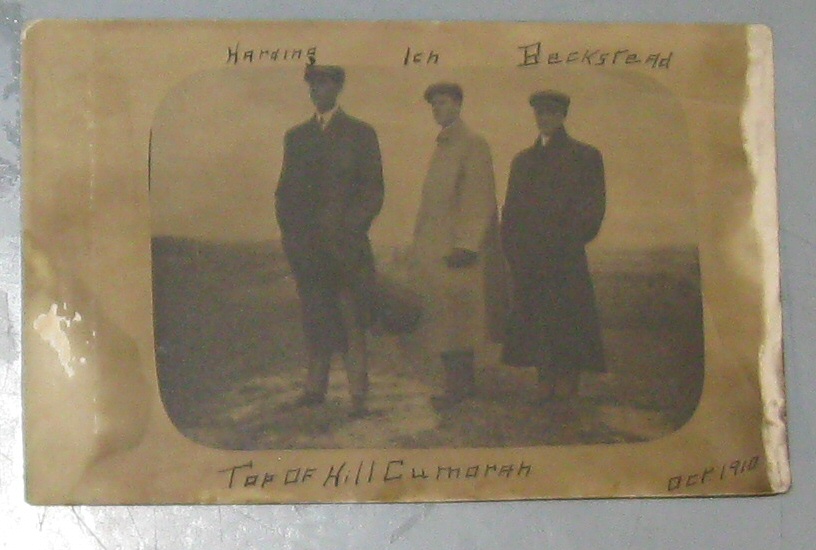 Harding Ich Beckstead
Top Of Hill Cumorah
Oct 1910